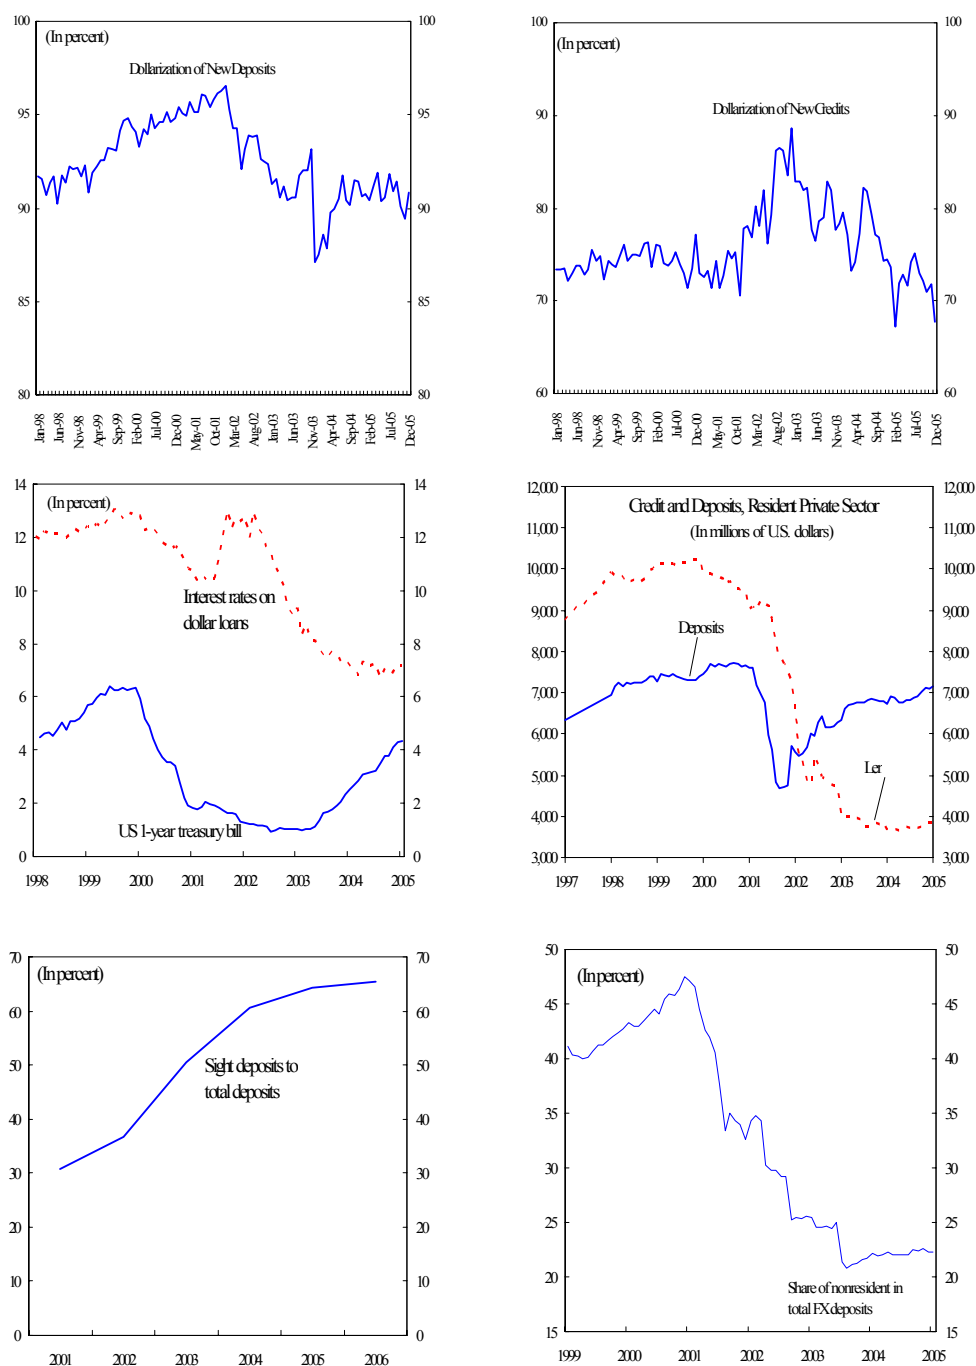 (In percent)
Dollarization of New Deposits
100
95
90
85
80
100
95
90
85
80
Jan-98
Jun-98
Nov-98
Apr-99
Sep-99
Feb-00
Jul-00
Dec-00
May-01
Oct-01
Mar-02
Aug-02
Jan-03
Jun-03
Nov-03
Apr-04
Sep-04
Feb-05
Jul-05
Dec-05
(In percent)
Dollarization of New Credits
100
90
80
70
60
100
90
80
70
60
Jan-98
Jun-98
Nov-98
Apr-99
Sep-99
Feb-00
Jul-00
Dec-00
May-01
Oct-01
Mar-02
Aug-02
Jan-03
Jun-03
Nov-03
Apr-04
Sep-04
Feb-05
Jul-05
Dec-05
(In percent)
Interest rates on
dollar loans
US 1-year treasury bill
14
12
10
8
6
4
2
0
14
12
10
8
6
4
2
0
1998
1999
2000
2001
2002
2003
2004
2005
Credit and Deposits, Resident Private Sector
(In millions of U.S. dollars)
Deposits
12,000
11,000
10,000
9,000
8,000
7,000
6,000
5,000
4,000
3,000
12,000
11,000
10,000
9,000
8,000
7,000
6,000
5,000
4,000
3,000
1997
1998
1999
2000
2001
2002
2003
2004
2005
(In percent)
Sight deposits to
total deposits
70
60
50
40
30
20
10
0
70
60
50
40
30
20
10
0
2001
2002
2003
2004
2005
2006
(In percent)
Share of nonresident in
total FX deposits
50
45
40
35
30
25
20
15
50
45
40
35
30
25
20
15
1999
2000
2001
2002
2003
2004
2005